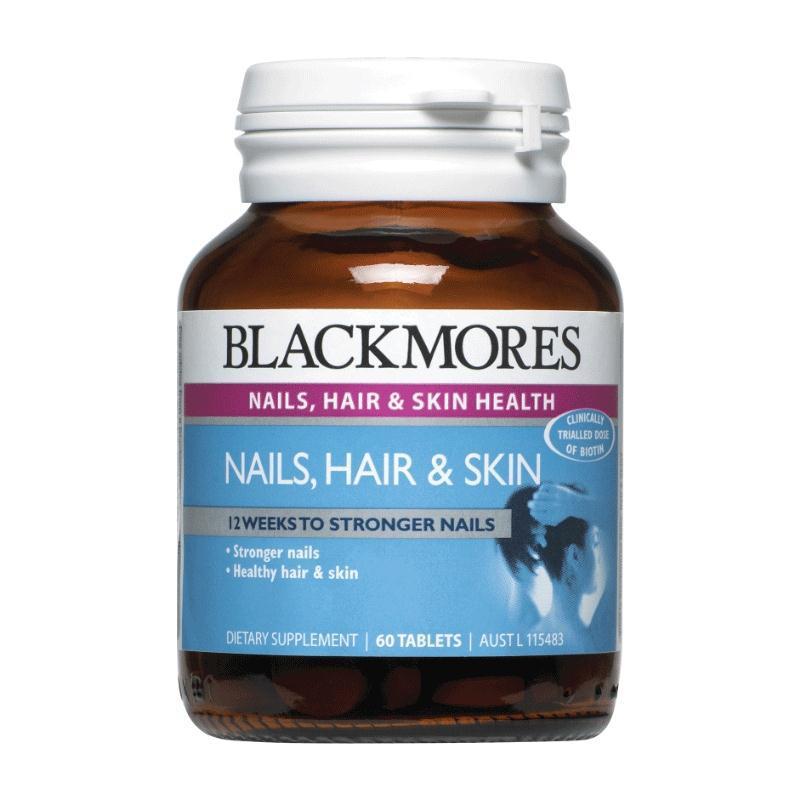 BLACKMORES
NAILS, HAIR & SKIN HEALTH
CLINICALLY
TRIALLED DOSE
OF BIOTIN
NAILS, HAIR & SKIN
12 WEEKS TO STRONGER NAILS
• Stronger nails
• Healthy hair & skin
DIETARY SUPPLEMENT | 60 TABLETS | AUST L 115483